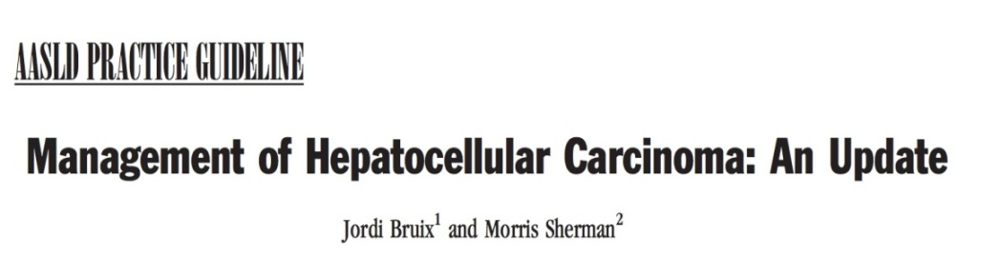 AASLD PRACTICE GUIDELINE
Management of Hepatocellular Carcinoma: An Update
Jordi Bruix¹ and Morris Sherman²